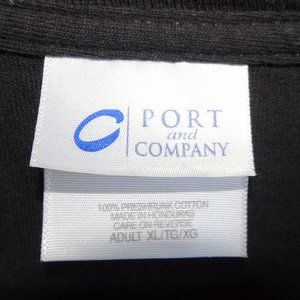 PORT
and
COMPANY
100% PRESHRUNK COTTON
MADE IN HONDURAS
CARE ON REVERSE
ADULT XL/TG/XG